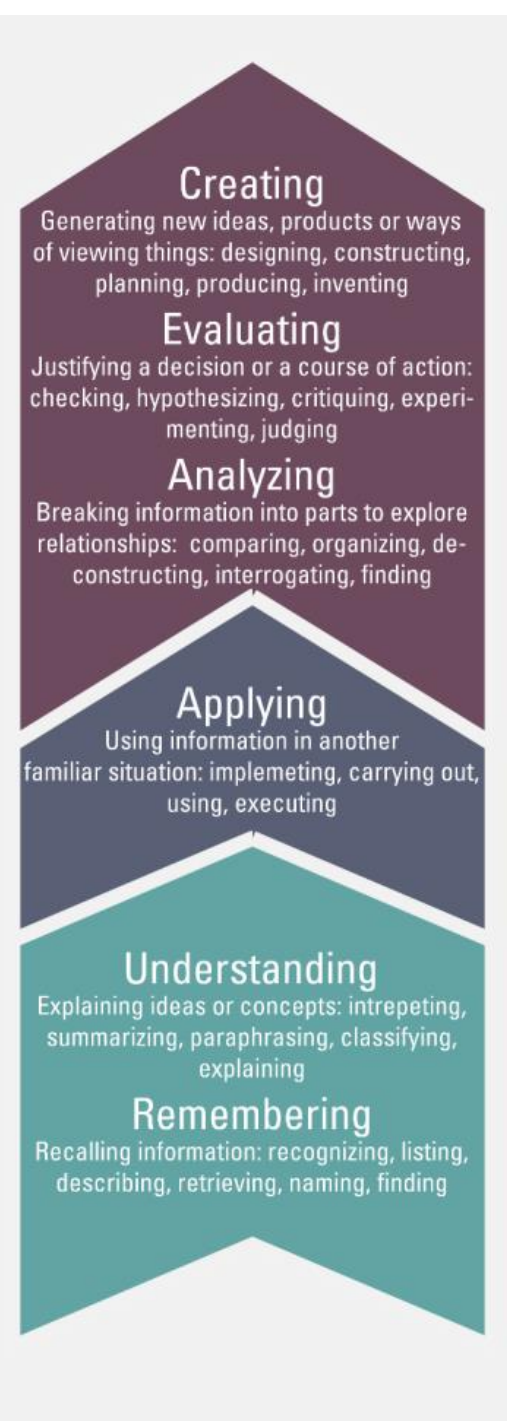 Creating
Generating new ideas, products or ways
of viewing things: designing, constructing,
planning, producing, inventing
Evaluating
Justifying a decision or a course of action:
checking, hypothesizing, critiquing, experi-
menting, judging
Analyzing
Breaking information into parts to explore
relationships: comparing, organizing, de-
constructing, interrogating, finding
Applying
Using information in another
familiar situation: implemeting, carrying out,
using, executing
Understanding
Explaining ideas or concepts: intrepeting,
summarizing, paraphrasing, classifying,
explaining
Remembering
Recalling information: recognizing, listing,
describing, retrieving, naming, finding